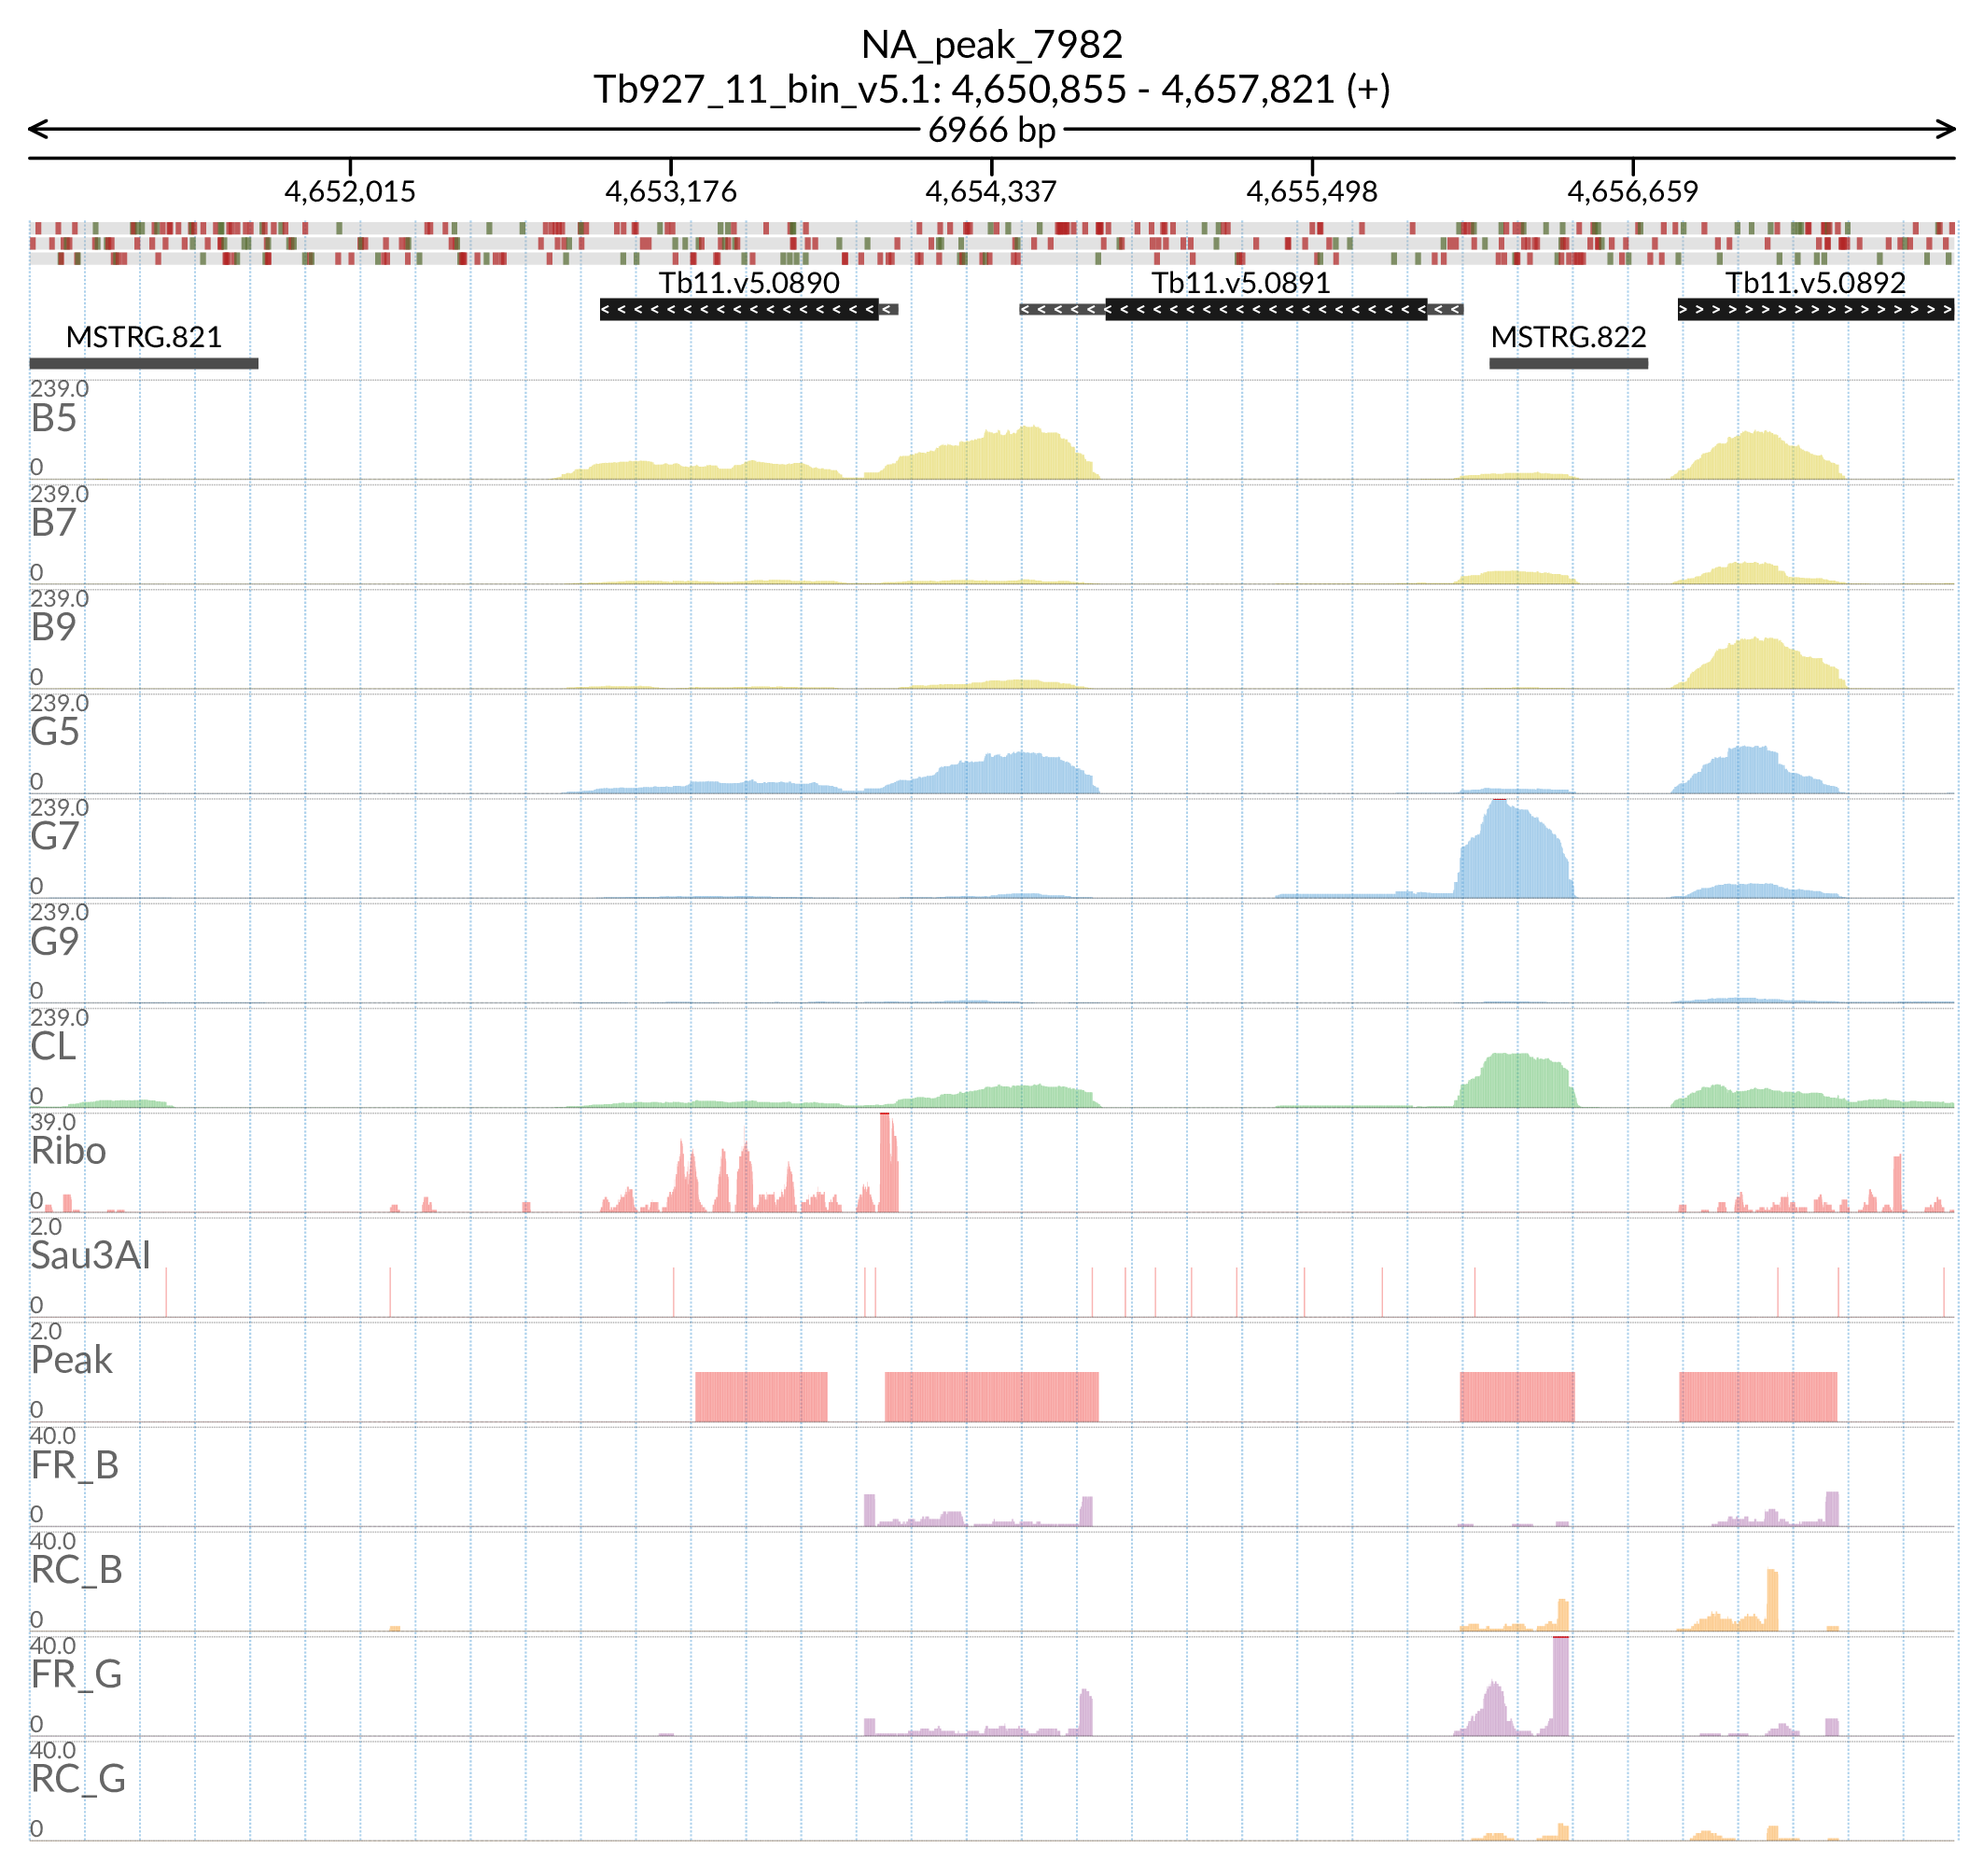 NA_peak_7982
Tb927_11_bin_v5.1: 4,650,855 - 4,657,821 (+)
6966 bp
4,652,015 4,653,176 4,654,337 4,655,498 4,656,659
Tb11.v5.0890 Tb11.v5.0891 Tb11.v5.0892
MSTRG.821 MSTRG.822
239.0
B5
0
239.0
B7
0
239.0
B9
0
239.0
G5
0
239.0
G7
0
239.0
G9
0
239.0
CL
0
39.0
Ribo
0
2.0
Sau3AI
0
2.0
Peak
0
40.0
FR_B
0
40.0
RC_B
0
40.0
FR_G
0
40.0
RC_G
0